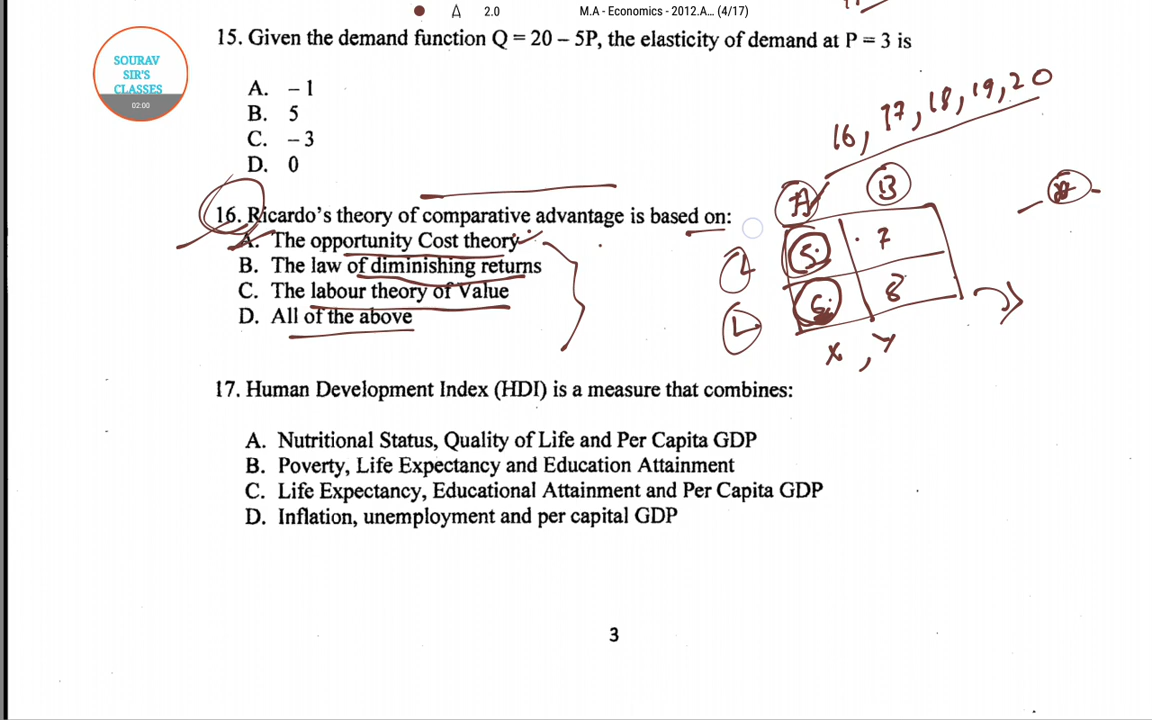 A 2.0 M.A - Economics - 2012.A... (4/17)
15. Given the demand function Q = 20 – 5P, the elasticity of demand at P = 3 is
SOURAV
SIR'S
CLASSES
02:00
A. – 1
B. 5
C. – 3
D. 0
16, 17, 18, 19, 20
A B
16. Ricardo's theory of comparative advantage is based on:
A. The opportunity Cost theory
B. The law of diminishing returns
C. The labour theory of Value
D. All of the above
5 7
L 6 8
x, y
17. Human Development Index (HDI) is a measure that combines:
A. Nutritional Status, Quality of Life and Per Capita GDP
B. Poverty, Life Expectancy and Education Attainment
C. Life Expectancy, Educational Attainment and Per Capita GDP
D. Inflation, unemployment and per capital GDP
3